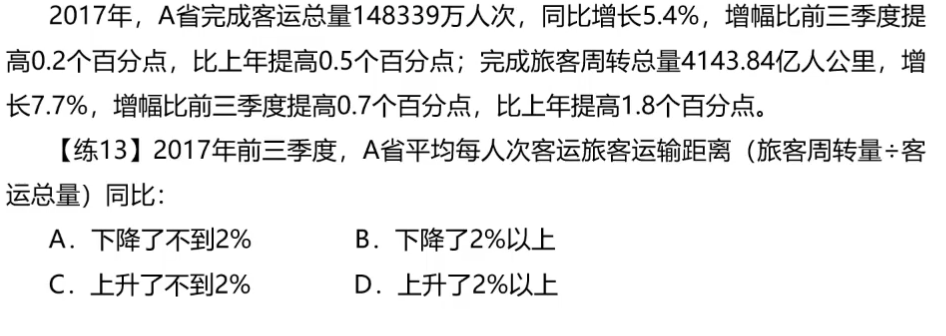 2017年，A省完成客运总量148339万人次，同比增长5.4%，增幅比前三季度提
高0.2个百分点，比上年提高0.5个百分点；完成旅客周转总量4143.84亿人公里，增
长7.7%，增幅比前三季度提高0.7个百分点，比上年提高1.8个百分点。
【练13】2017年前三季度，A省平均每人次客运旅客运输距离（旅客周转量÷客
运总量）同比：
A．下降了不到2% B．下降了2%以上
C．上升了不到2% D．上升了2%以上